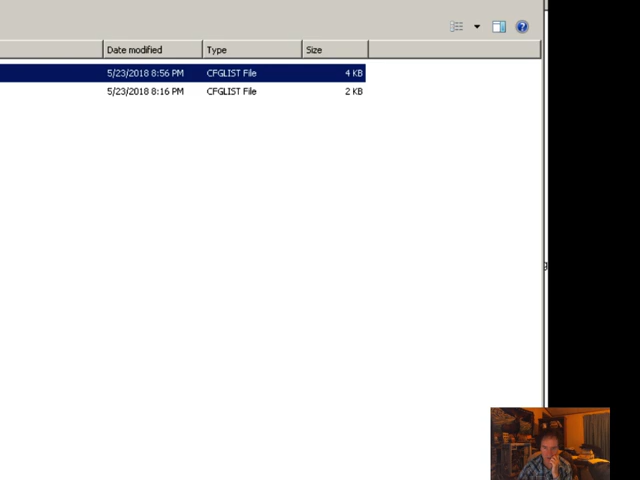 Date modified Type Size
5/23/2018 8:56 PM CFGLIST File 4 KB
5/23/2018 8:16 PM CFGLIST File 2 KB